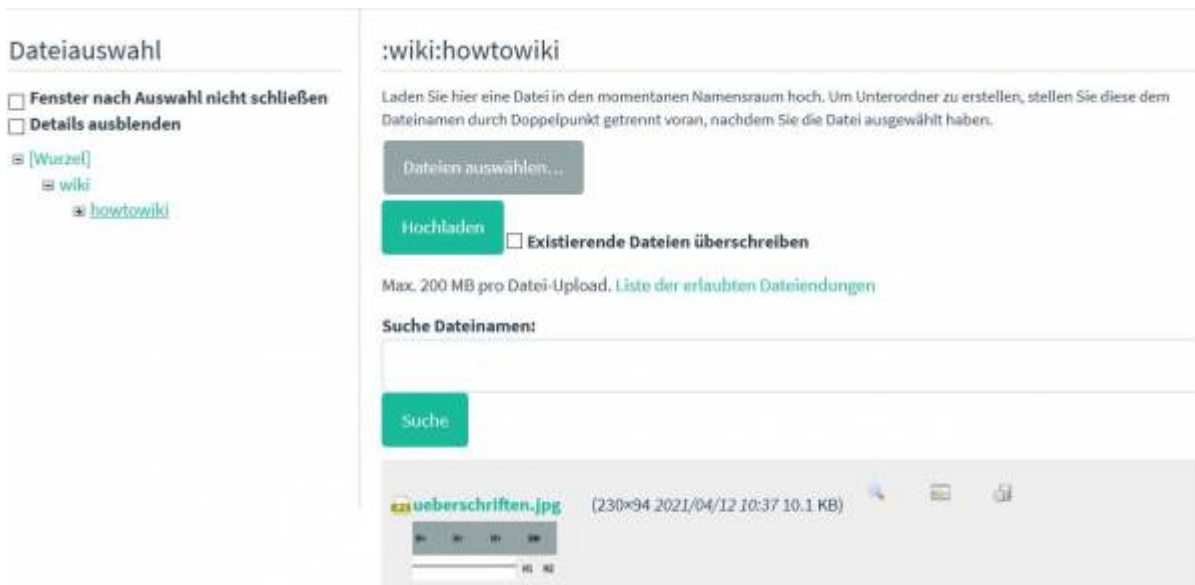 Dateiauswahl
Fenster nach Auswahl nicht schließen
Details ausblenden
[Wurzel]
wiki
howtowiki
:wiki:howtowiki
Laden Sie hier eine Datei in den momentanen Namensraum hoch. Um Unterordner zu erstellen, stellen Sie diese dem
Dateinamen durch Doppelpunkt getrennt voran, nachdem Sie die Datei ausgewählt haben.
Dateien auswählen...
Hochladen
Existierende Dateien überschreiben
Max. 200 MB pro Datei-Upload. Liste der erlaubten Dateiendungen
Suche Dateinamen:
Suche
ueberschriften.jpg (230×94 2021/04/12 10:37 10.1 KB)